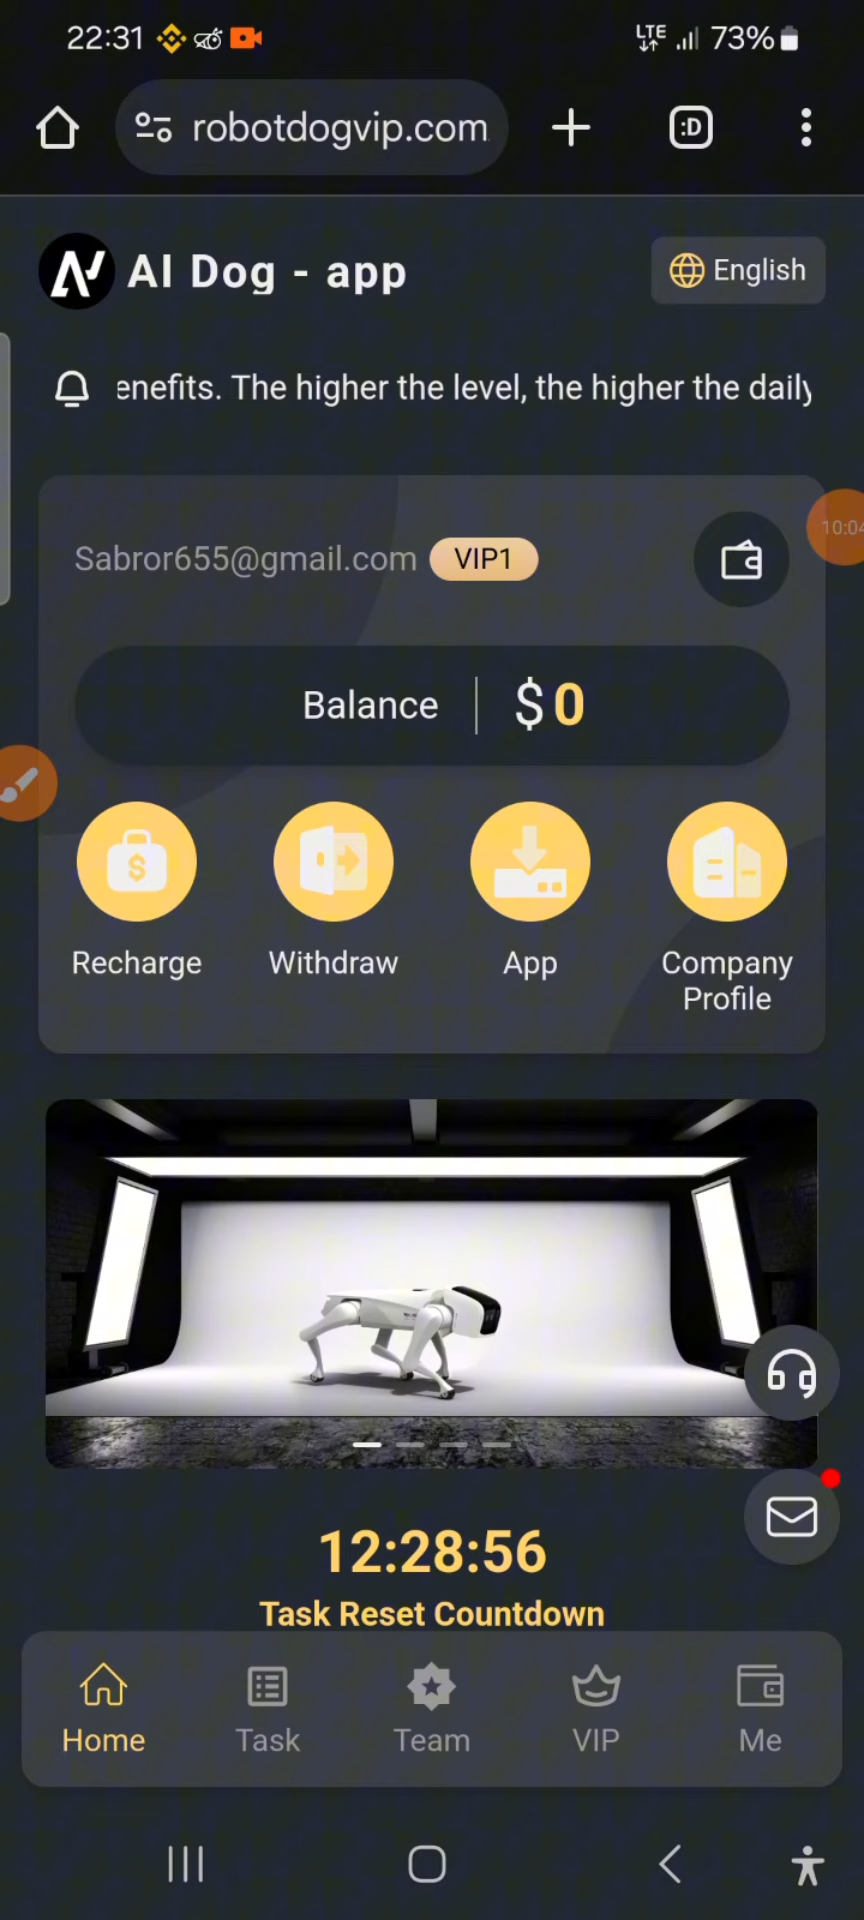 22:31
LTE 73%
robotdogvip.com
:D
AI Dog - app
English
enefits. The higher the level, the higher the daily
Sabror655@gmail.com VIP1
10:04
Balance $0
Recharge Withdraw App Company
Profile
12:28:56
Task Reset Countdown
Home Task Team VIP Me